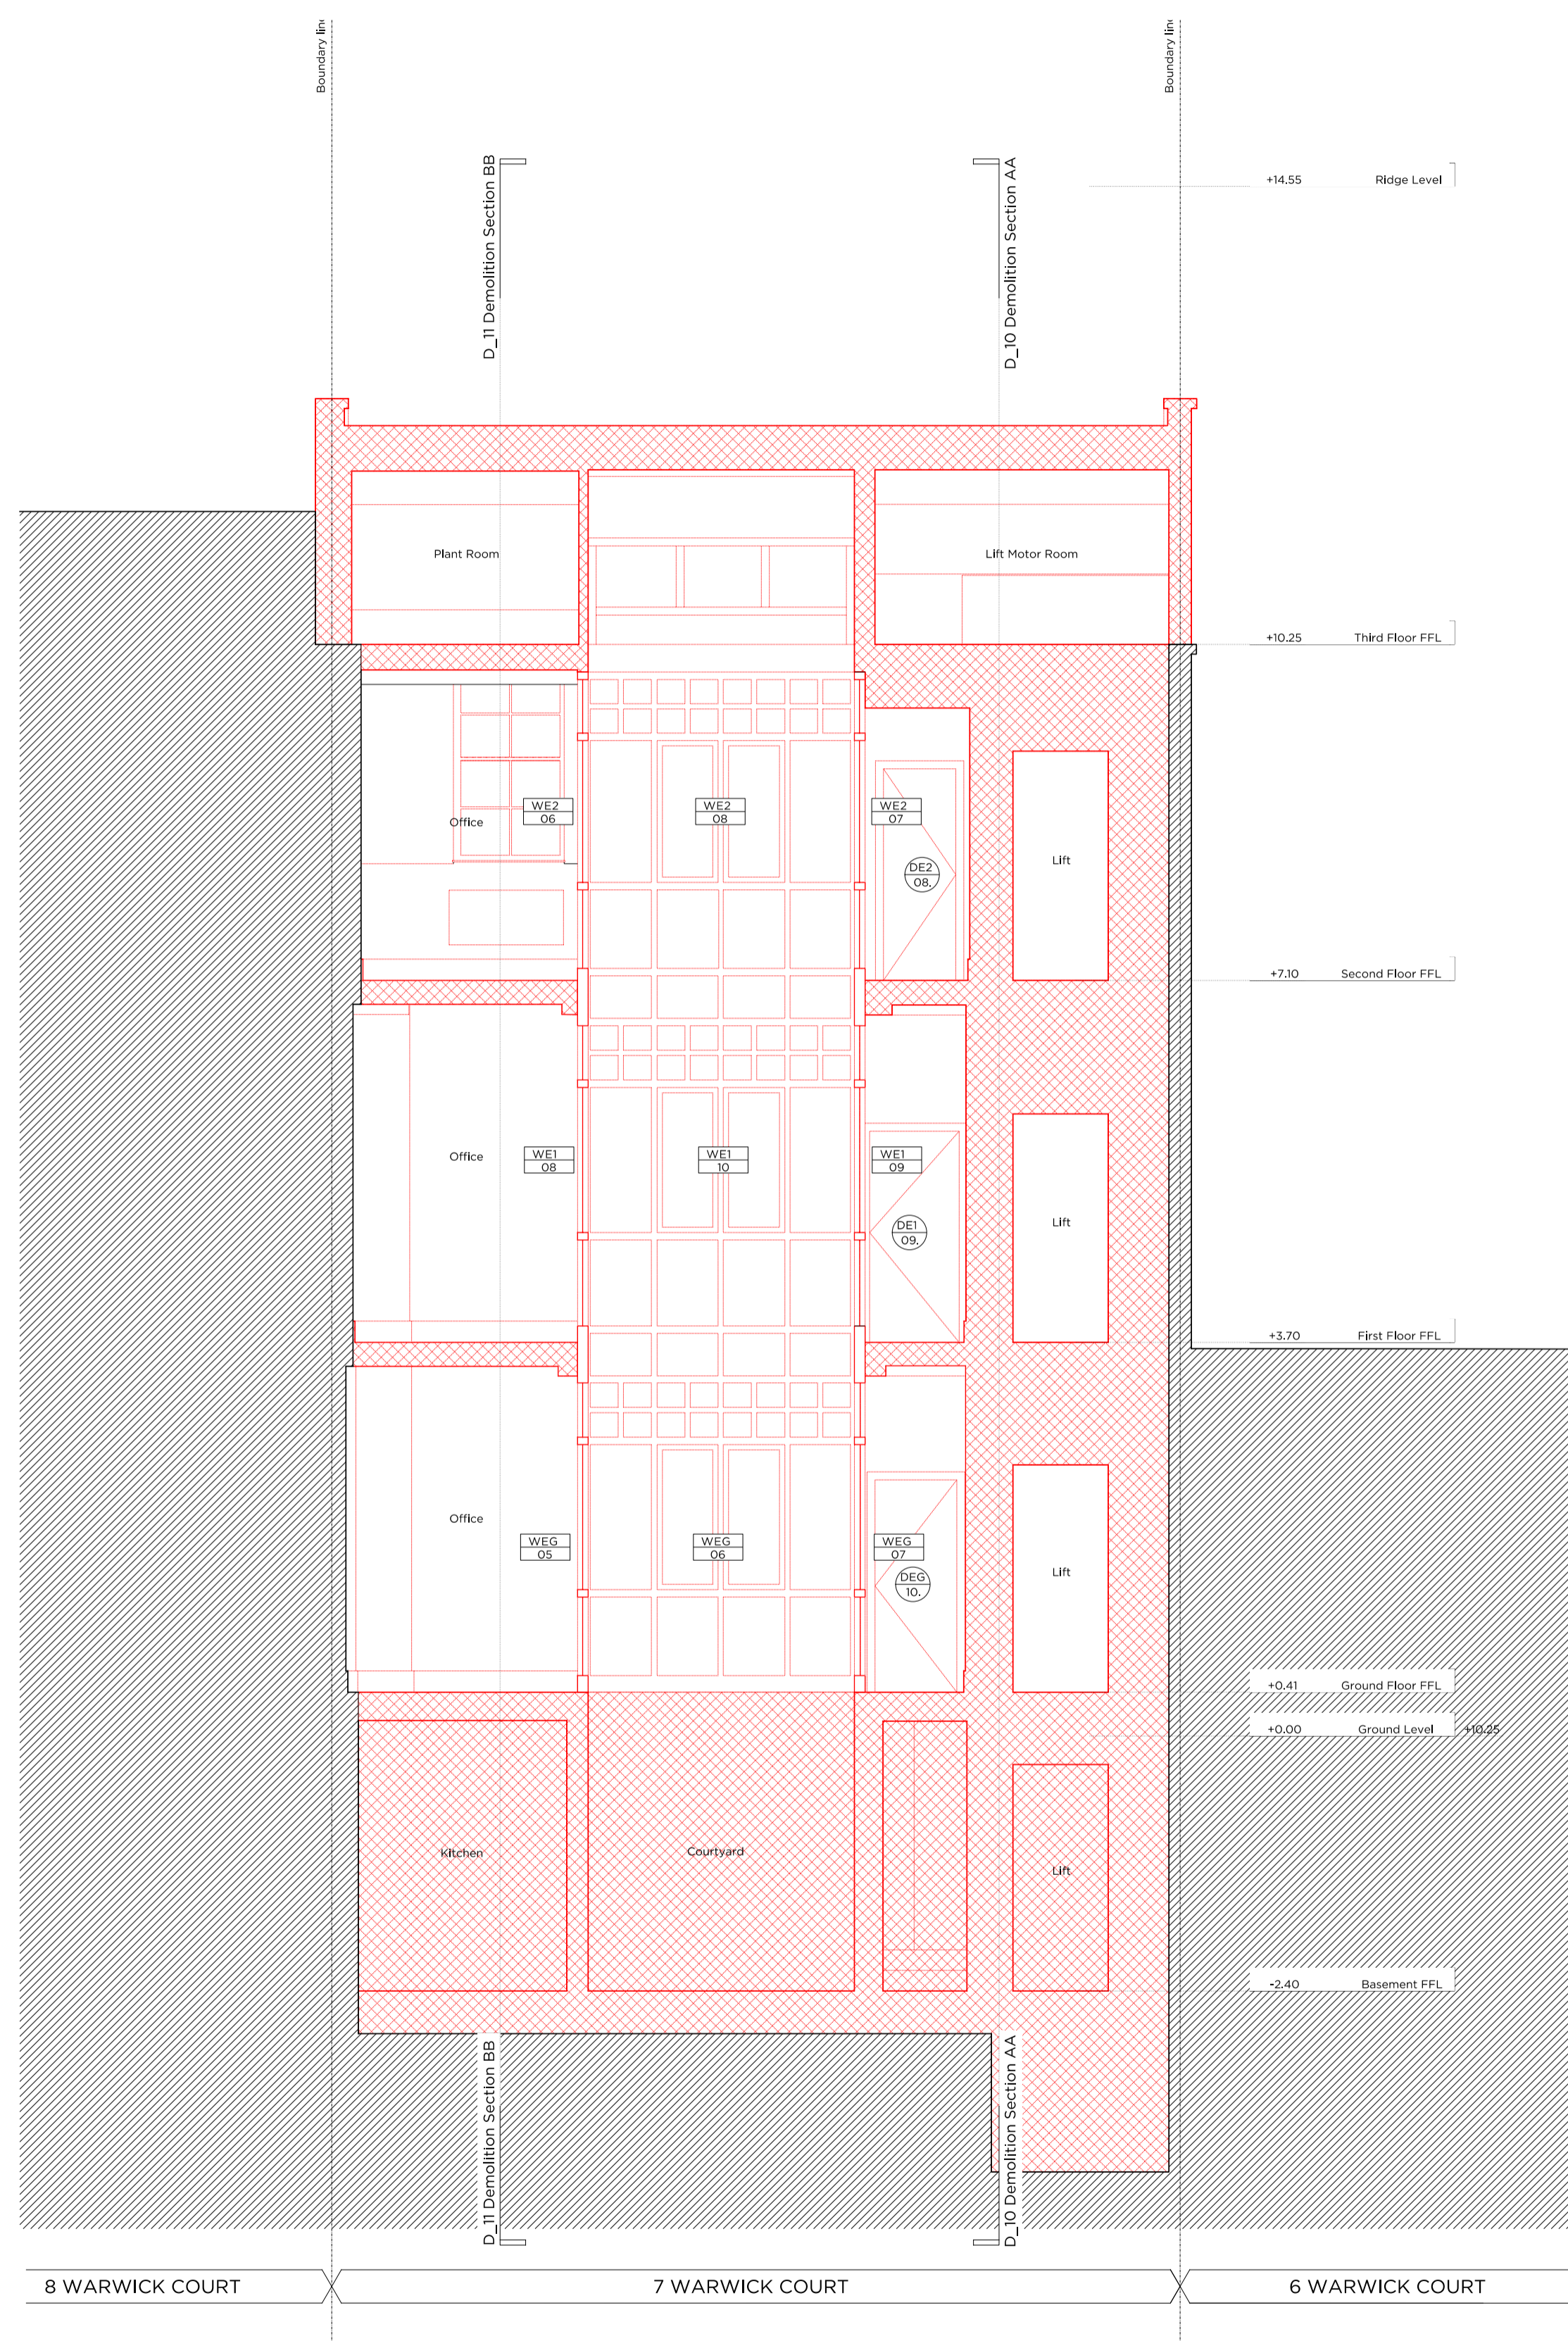 Boundary lin
Boundary lin
D_11 Demolition Section BB
D_10 Demolition Section AA
+14.55 Ridge Level
Plant Room
Lift Motor Room
+10.25 Third Floor FFL
WE2
06
WE2
08
WE2
07
Office
Lift
DE2
08.
+7.10 Second Floor FFL
Office
WE1
08
WE1
10
WE1
09
DE1
09.
Lift
+3.70 First Floor FFL
Office
WEG
05
WEG
06
WEG
07
DEG
10.
Lift
+0.41 Ground Floor FFL
+0.00 Ground Level +10.25
Kitchen
Courtyard
Lift
-2.40 Basement FFL
D_11 Demolition Section BB
D_10 Demolition Section AA
8 WARWICK COURT
7 WARWICK COURT
6 WARWICK COURT